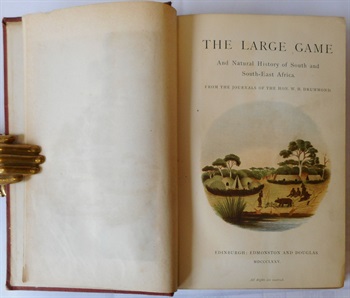 THE LARGE GAME
And Natural History of South and
South-East Africa
FROM THE JOURNALS OF THE HON. W. H. DRUMMOND
EDINBURGH: EDMONSTON AND DOUGLAS